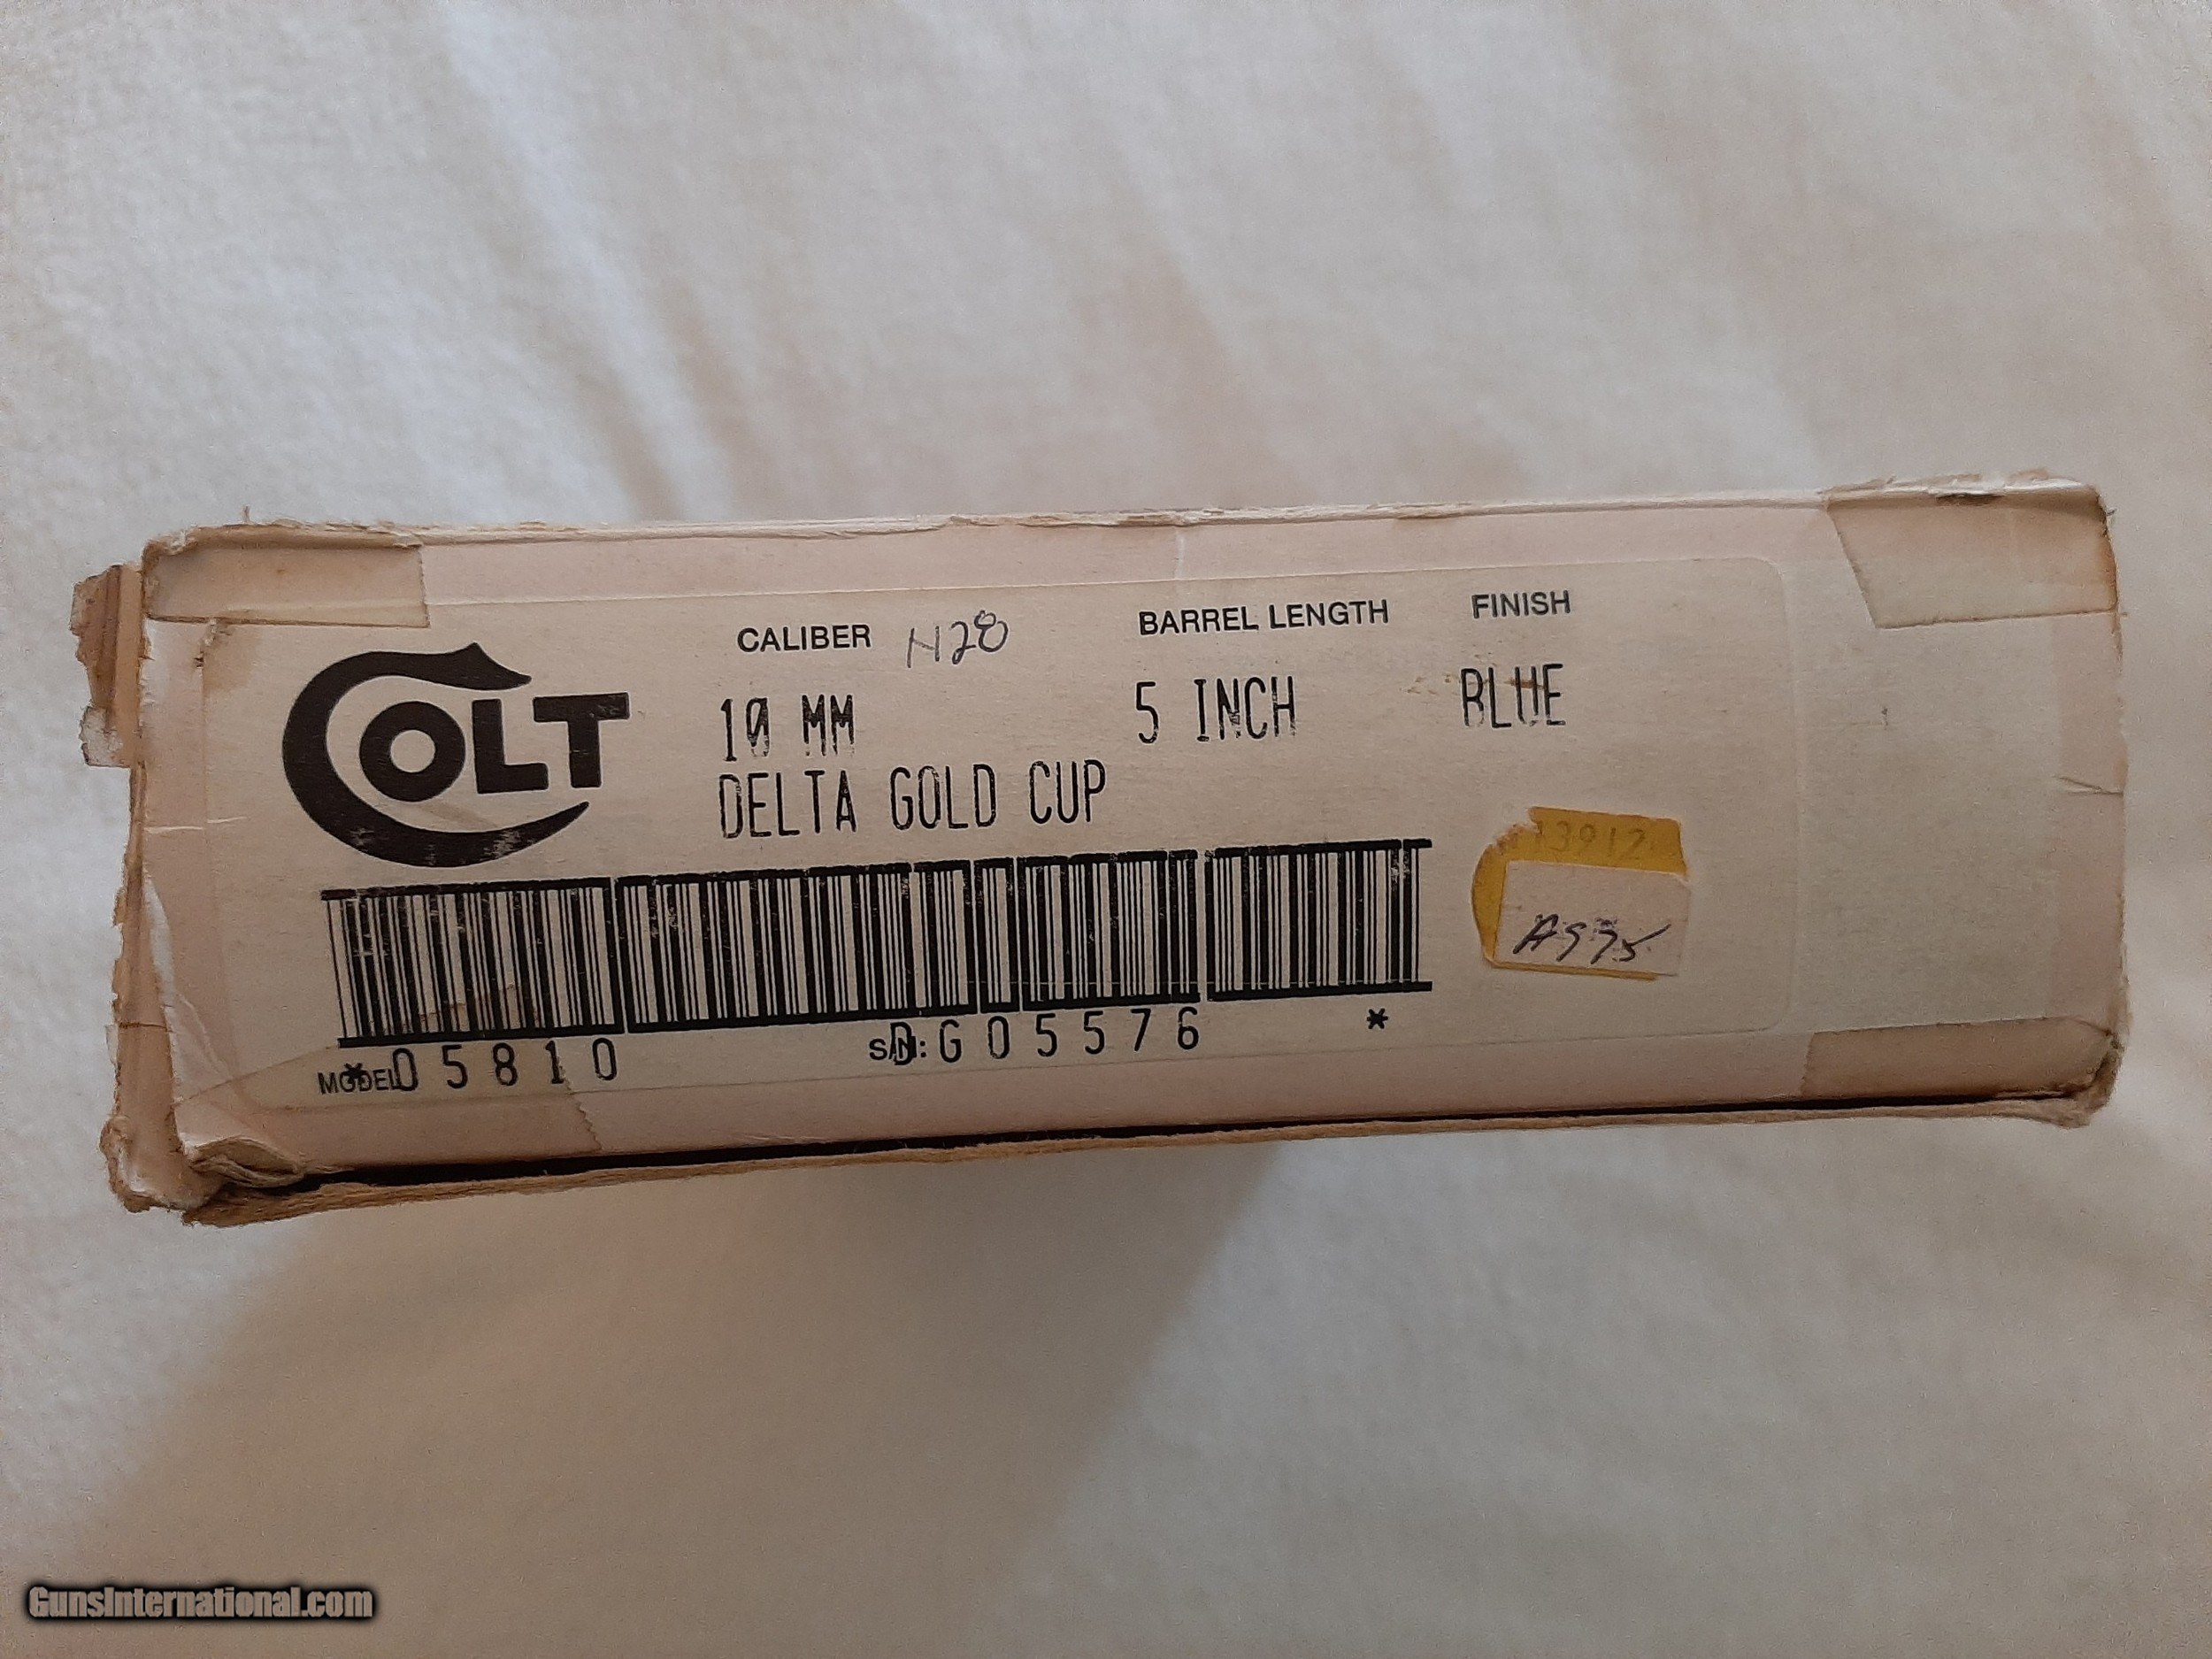 COLT
CALIBER H28 BARREL LENGTH FINISH
10 MM 5 INCH BLUE
DELTA GOLD CUP
13912
A975
MODEL *05810 S/N: DG05576 *
GunsInternational.com